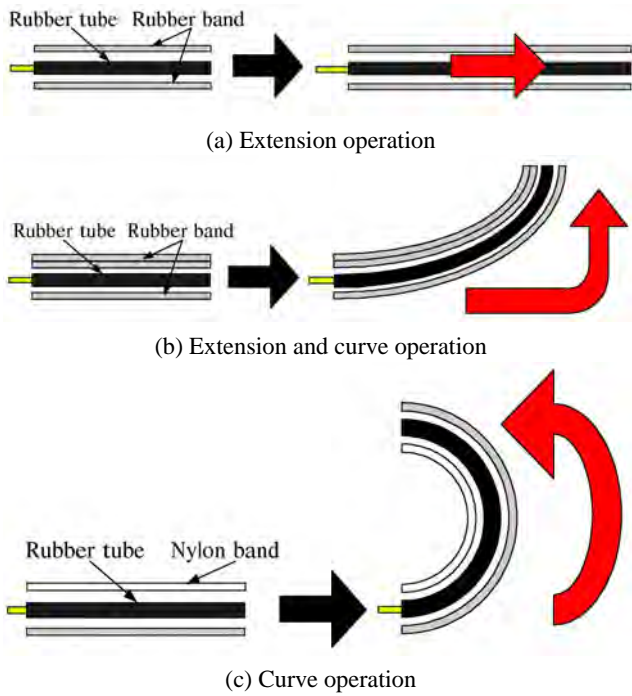 Rubber tube Rubber band
(a) Extension operation
Rubber tube Rubber band
(b) Extension and curve operation
Rubber tube Nylon band
(c) Curve operation